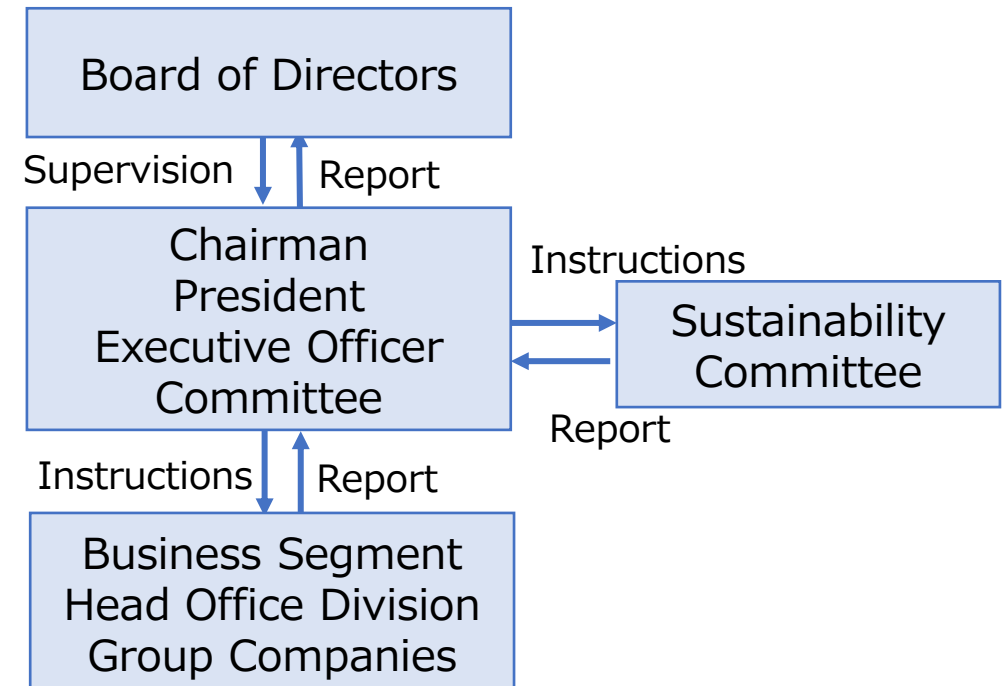 Board of Directors
Supervision
Report
Chairman
President
Executive Officer
Committee
Instructions
Sustainability
Committee
Report
Instructions
Report
Business Segment
Head Office Division
Group Companies